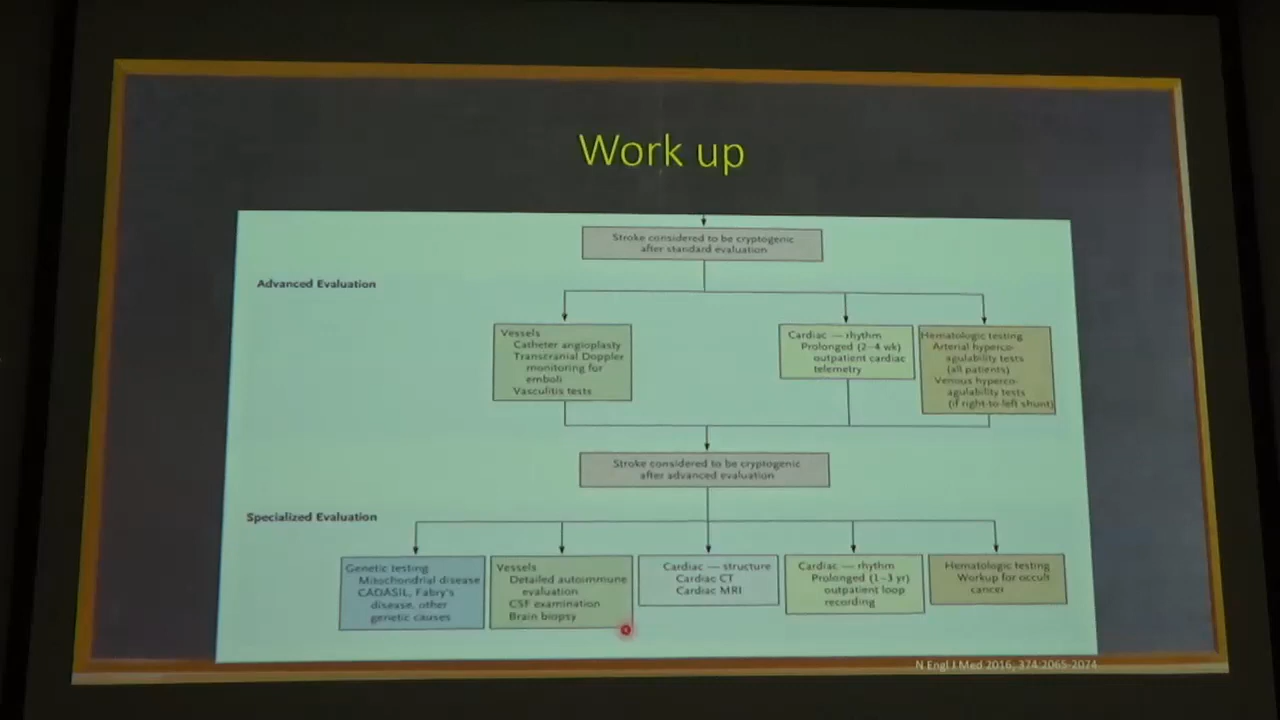 Work up
Stroke considered to be cryptogenic
after standard evaluation
Advanced Evaluation
Vessels
Catheter angioplasty
Transcranial Doppler
monitoring for
emboli
Vasculitis tests
Cardiac — rhythm
Prolonged (2–4 wk)
outpatient cardiac
telemetry
Hematologic testing
Arterial hyperco-
agulability tests
(all patients)
Venous hyperco-
agulability tests
(if right-to-left shunt)
Stroke considered to be cryptogenic
after advanced evaluation
Specialized Evaluation
Genetic testing
Mitochondrial disease
CADASIL, Fabry's
disease, other
genetic causes
Vessels
Detailed autoimmune
evaluation
CSF examination
Brain biopsy
Cardiac — structure
Cardiac CT
Cardiac MRI
Cardiac — rhythm
Prolonged (1–3 yr)
outpatient loop
recording
Hematologic testing
Workup for occult
cancer
N Engl J Med 2016, 374:2065-2074